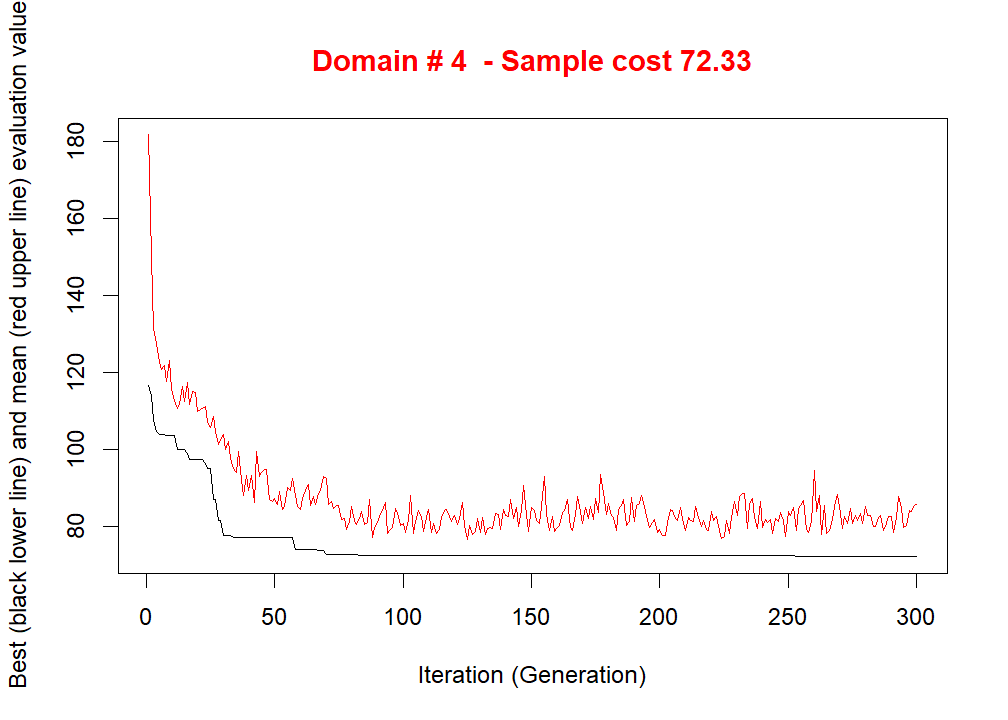 Domain # 4  - Sample cost 72.33
Best (black lower line) and mean (red upper line) evaluation value
180
160
140
120
100
80
0 50 100 150 200 250 300
Iteration (Generation)